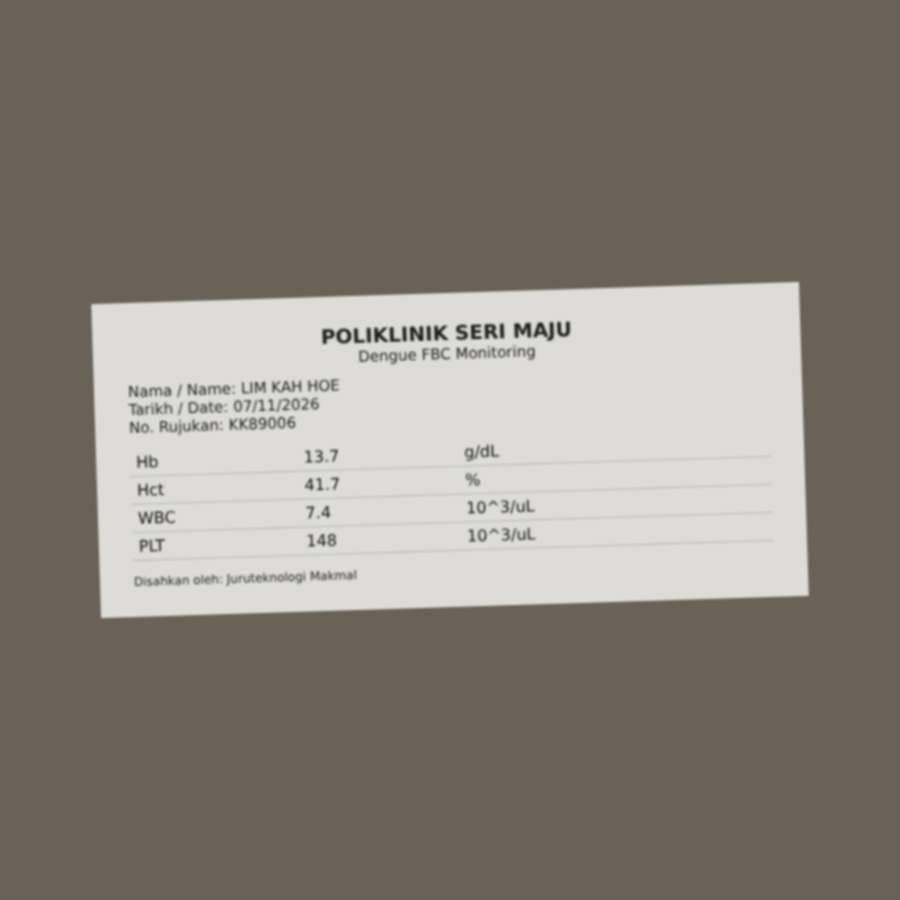 POLIKLINIK SERI MAJU
Dengue FBC Monitoring
Nama / Name: LIM KAH HOE
Tarikh / Date: 07/11/2026
No. Rujukan: KK89006
Hb 13.7 g/dL
Hct 41.7 %
WBC 7.4 10^3/uL
PLT 148 10^3/uL
Disahkan oleh: Juruteknologi Makmal